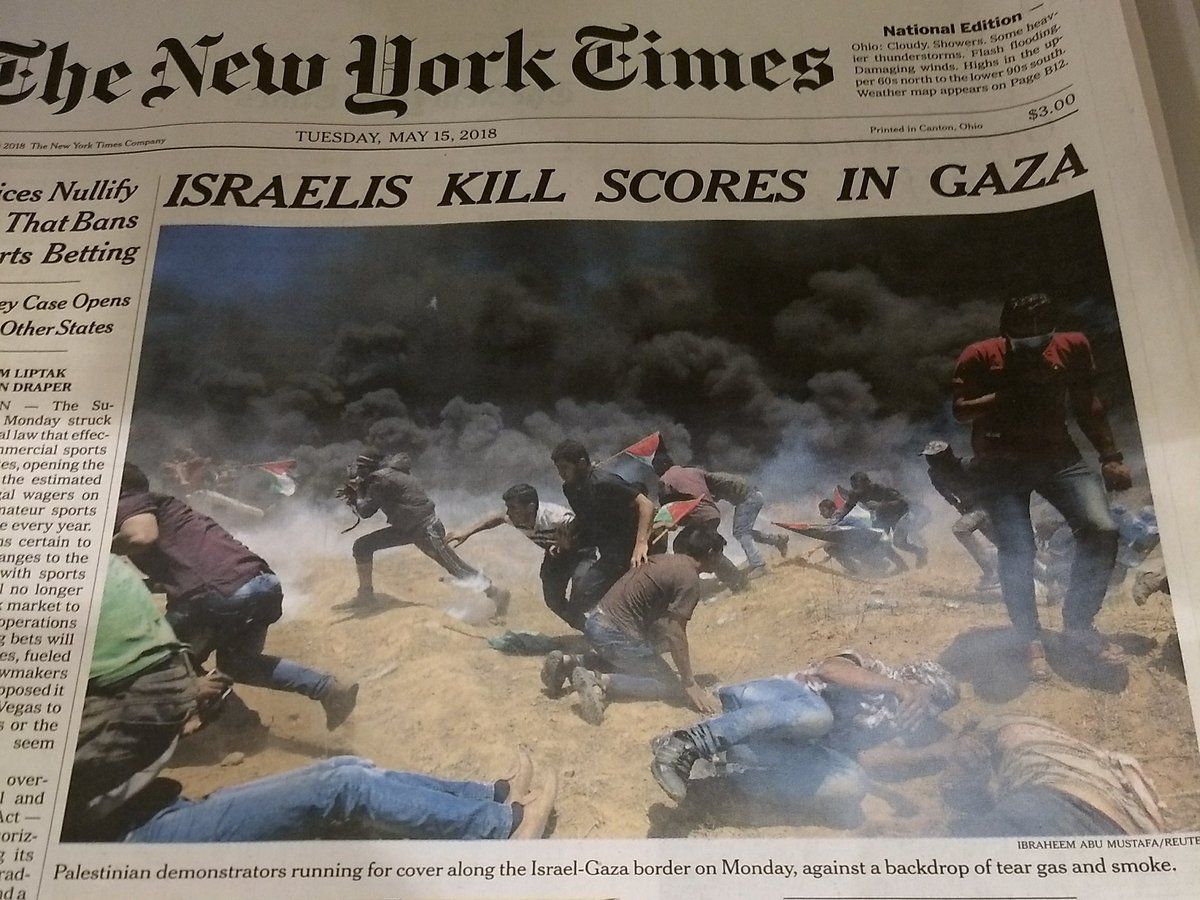 The New York Times
National Edition
Ohio: Cloudy. Showers. Some heav-
ier thunderstorms. Flash flooding.
Damaging winds. Highs in the up-
per 60s north to the lower 90s south.
Weather map appears on Page B12.
2018 The New York Times Company
TUESDAY, MAY 15, 2018
Printed in Canton, Ohio
$3.00
ices Nullify
That Bans
rts Betting
ey Case Opens
Other States
M LIPTAK
N DRAPER
N — The Su-
Monday struck
al law that effec-
mmercial sports
es, opening the
the estimated
gal wagers on
mateur sports
e every year.
ns certain to
anges to the
with sports
l no longer
market to
operations
g bets will
es, fueled
wmakers
pposed it
Vegas to
s or the
seem
over-
l and
Act —
oriz-
g its
rad-
nd a
ISRAELIS KILL SCORES IN GAZA
IBRAHEEM ABU MUSTAFA/REUTE
Palestinian demonstrators running for cover along the Israel-Gaza border on Monday, against a backdrop of tear gas and smoke.